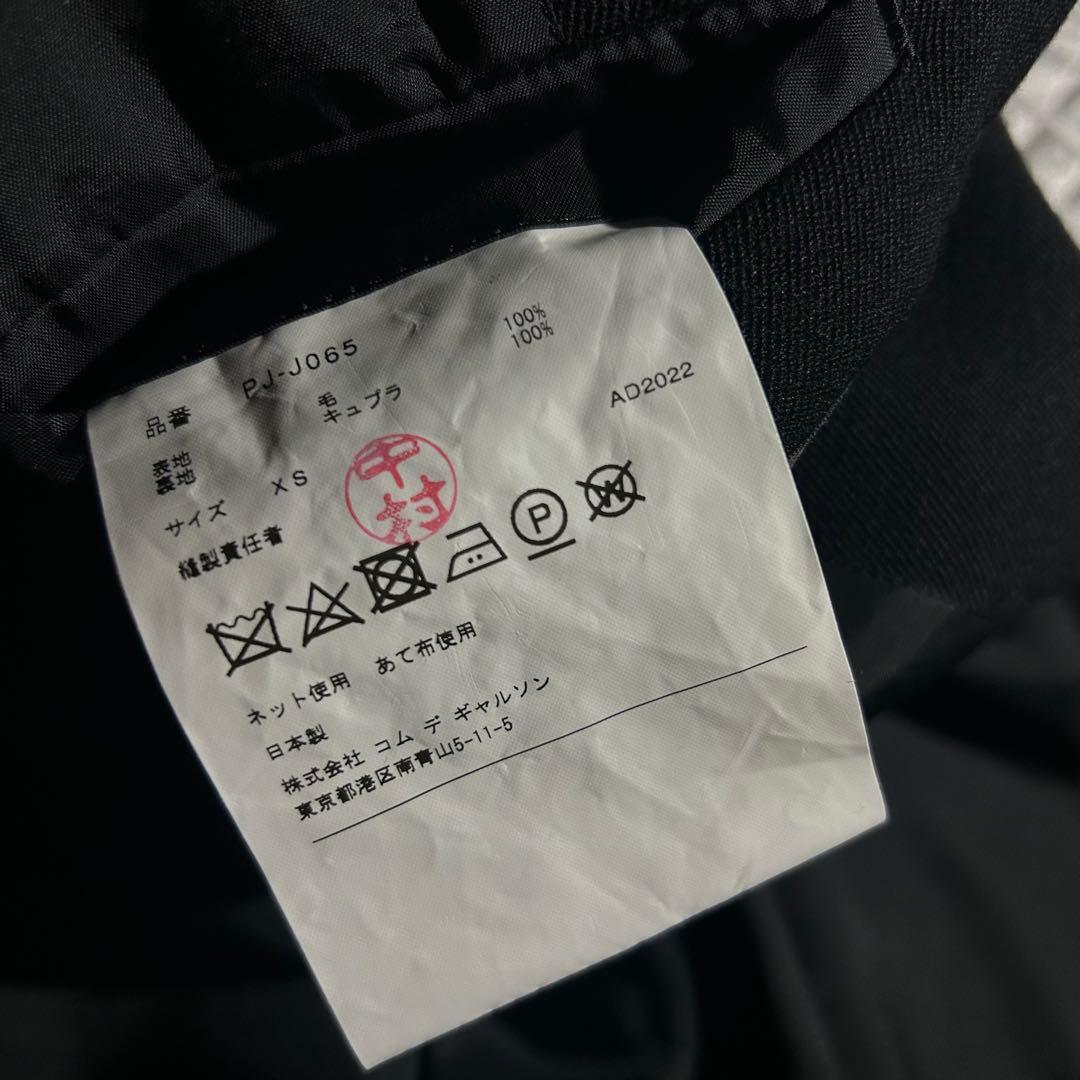 品番 PJ-J065
表地 毛 100%
裏地 キュプラ 100%
サイズ XS AD2022
縫製責任者 中村
P
W
ネット使用 あて布使用
日本製
株式会社 コム デ ギャルソン
東京都港区南青山5-11-5